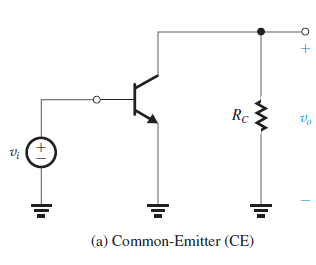 +
R_C
v_o
v_i
+
−
−
(a) Common-Emitter (CE)